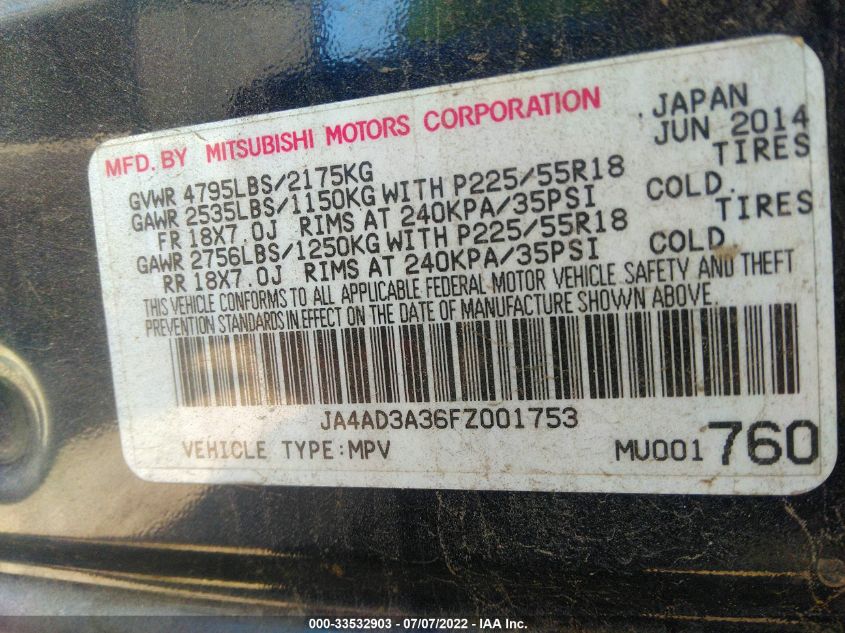 MFD. BY MITSUBISHI MOTORS CORPORATION JAPAN
JUN 2014
GVWR 4795LBS/2175KG
GAWR 2535LBS/1150KG WITH P225/55R18 TIRES
FR 18X7.0J RIMS AT 240KPA/35PSI COLD.
GAWR 2756LBS/1250KG WITH P225/55R18 TIRES
RR 18X7.0J RIMS AT 240KPA/35PSI COLD.
THIS VEHICLE CONFORMS TO ALL APPLICABLE FEDERAL MOTOR VEHICLE SAFETY AND THEFT
PREVENTION STANDARDS IN EFFECT ON THE DATE OF MANUFACTURE SHOWN ABOVE.
JA4AD3A36FZ001753
VEHICLE TYPE:MPV MU001760
000-33532903 - 07/07/2022 - IAA Inc.